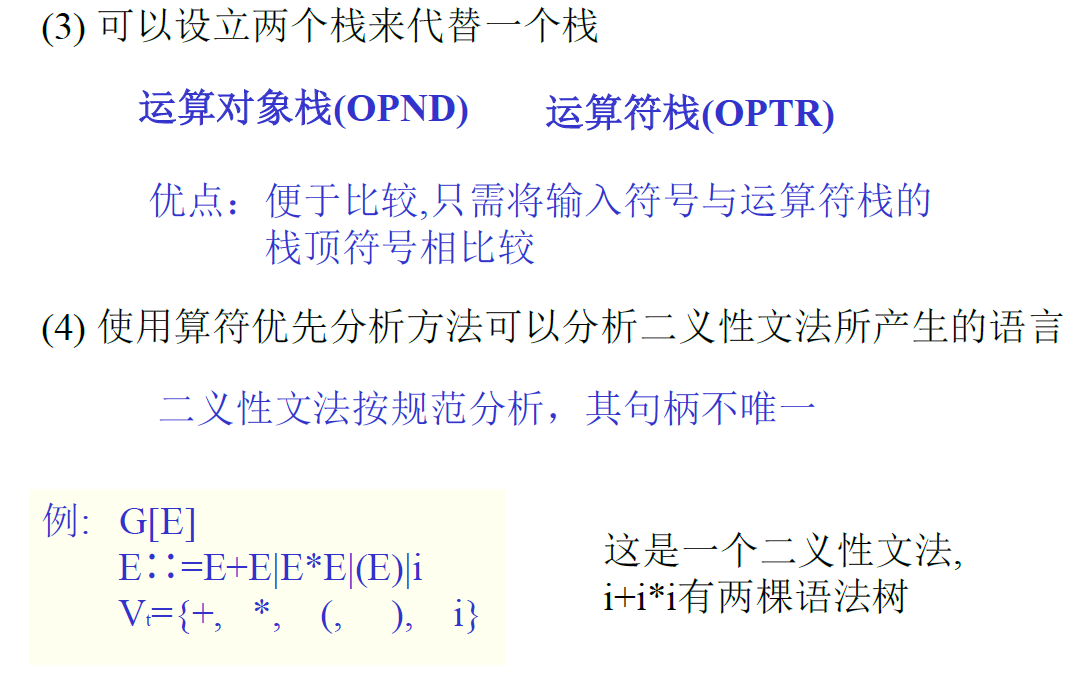 (3) 可以设立两个栈来代替一个栈
运算对象栈(OPND) 运算符栈(OPTR)
优点：便于比较,只需将输入符号与运算符栈的
栈顶符号相比较
(4) 使用算符优先分析方法可以分析二义性文法所产生的语言
二义性文法按规范分析，其句柄不唯一
例: G[E]
E∷=E+E|E*E|(E)|i
Vt={+, *, (, ), i}
这是一个二义性文法,
i+i*i有两棵语法树